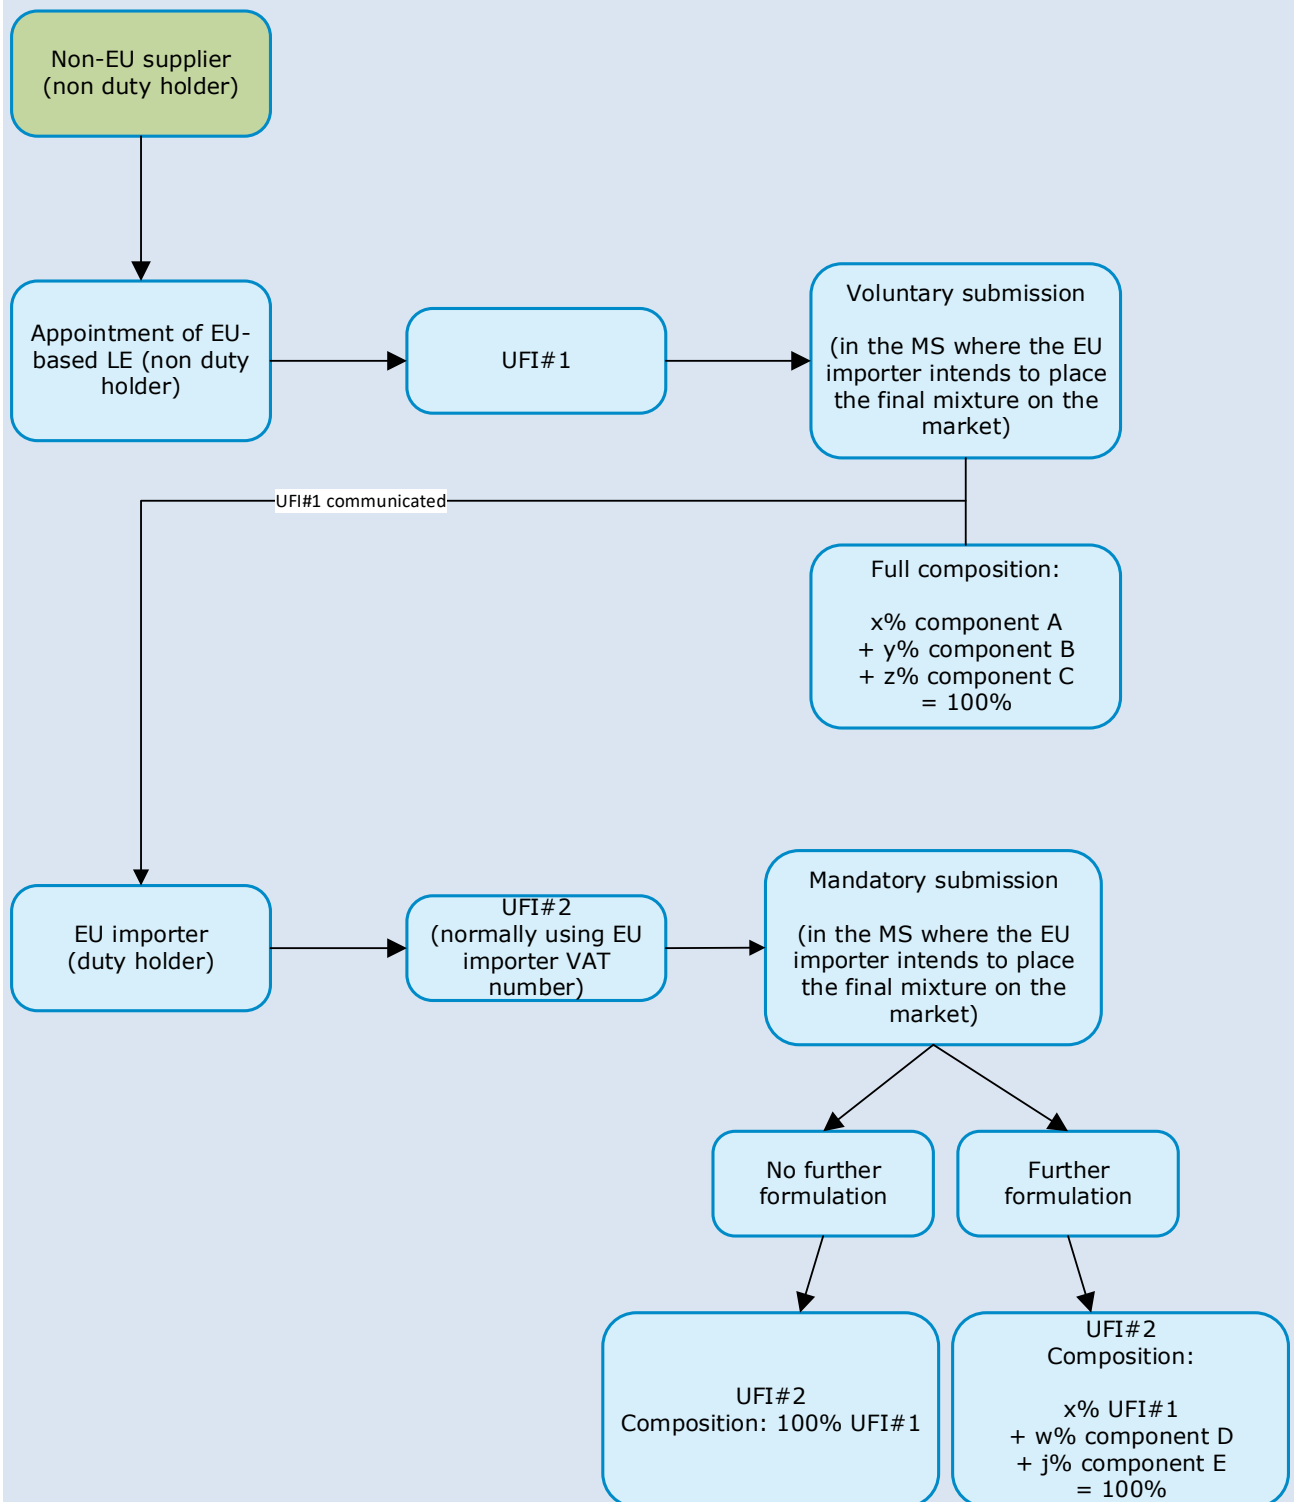 Non-EU supplier
(non duty holder)
Appointment of EU-
based LE (non duty
holder)
UFI#1
Voluntary submission
(in the MS where the EU
importer intends to place
the final mixture on the
market)
UFI#1 communicated
Full composition:
x% component A
+ y% component B
+ z% component C
= 100%
EU importer
(duty holder)
UFI#2
(normally using EU
importer VAT
number)
Mandatory submission
(in the MS where the EU
importer intends to place
the final mixture on the
market)
No further
formulation
Further
formulation
UFI#2
Composition: 100% UFI#1
UFI#2
Composition:
x% UFI#1
+ w% component D
+ j% component E
= 100%